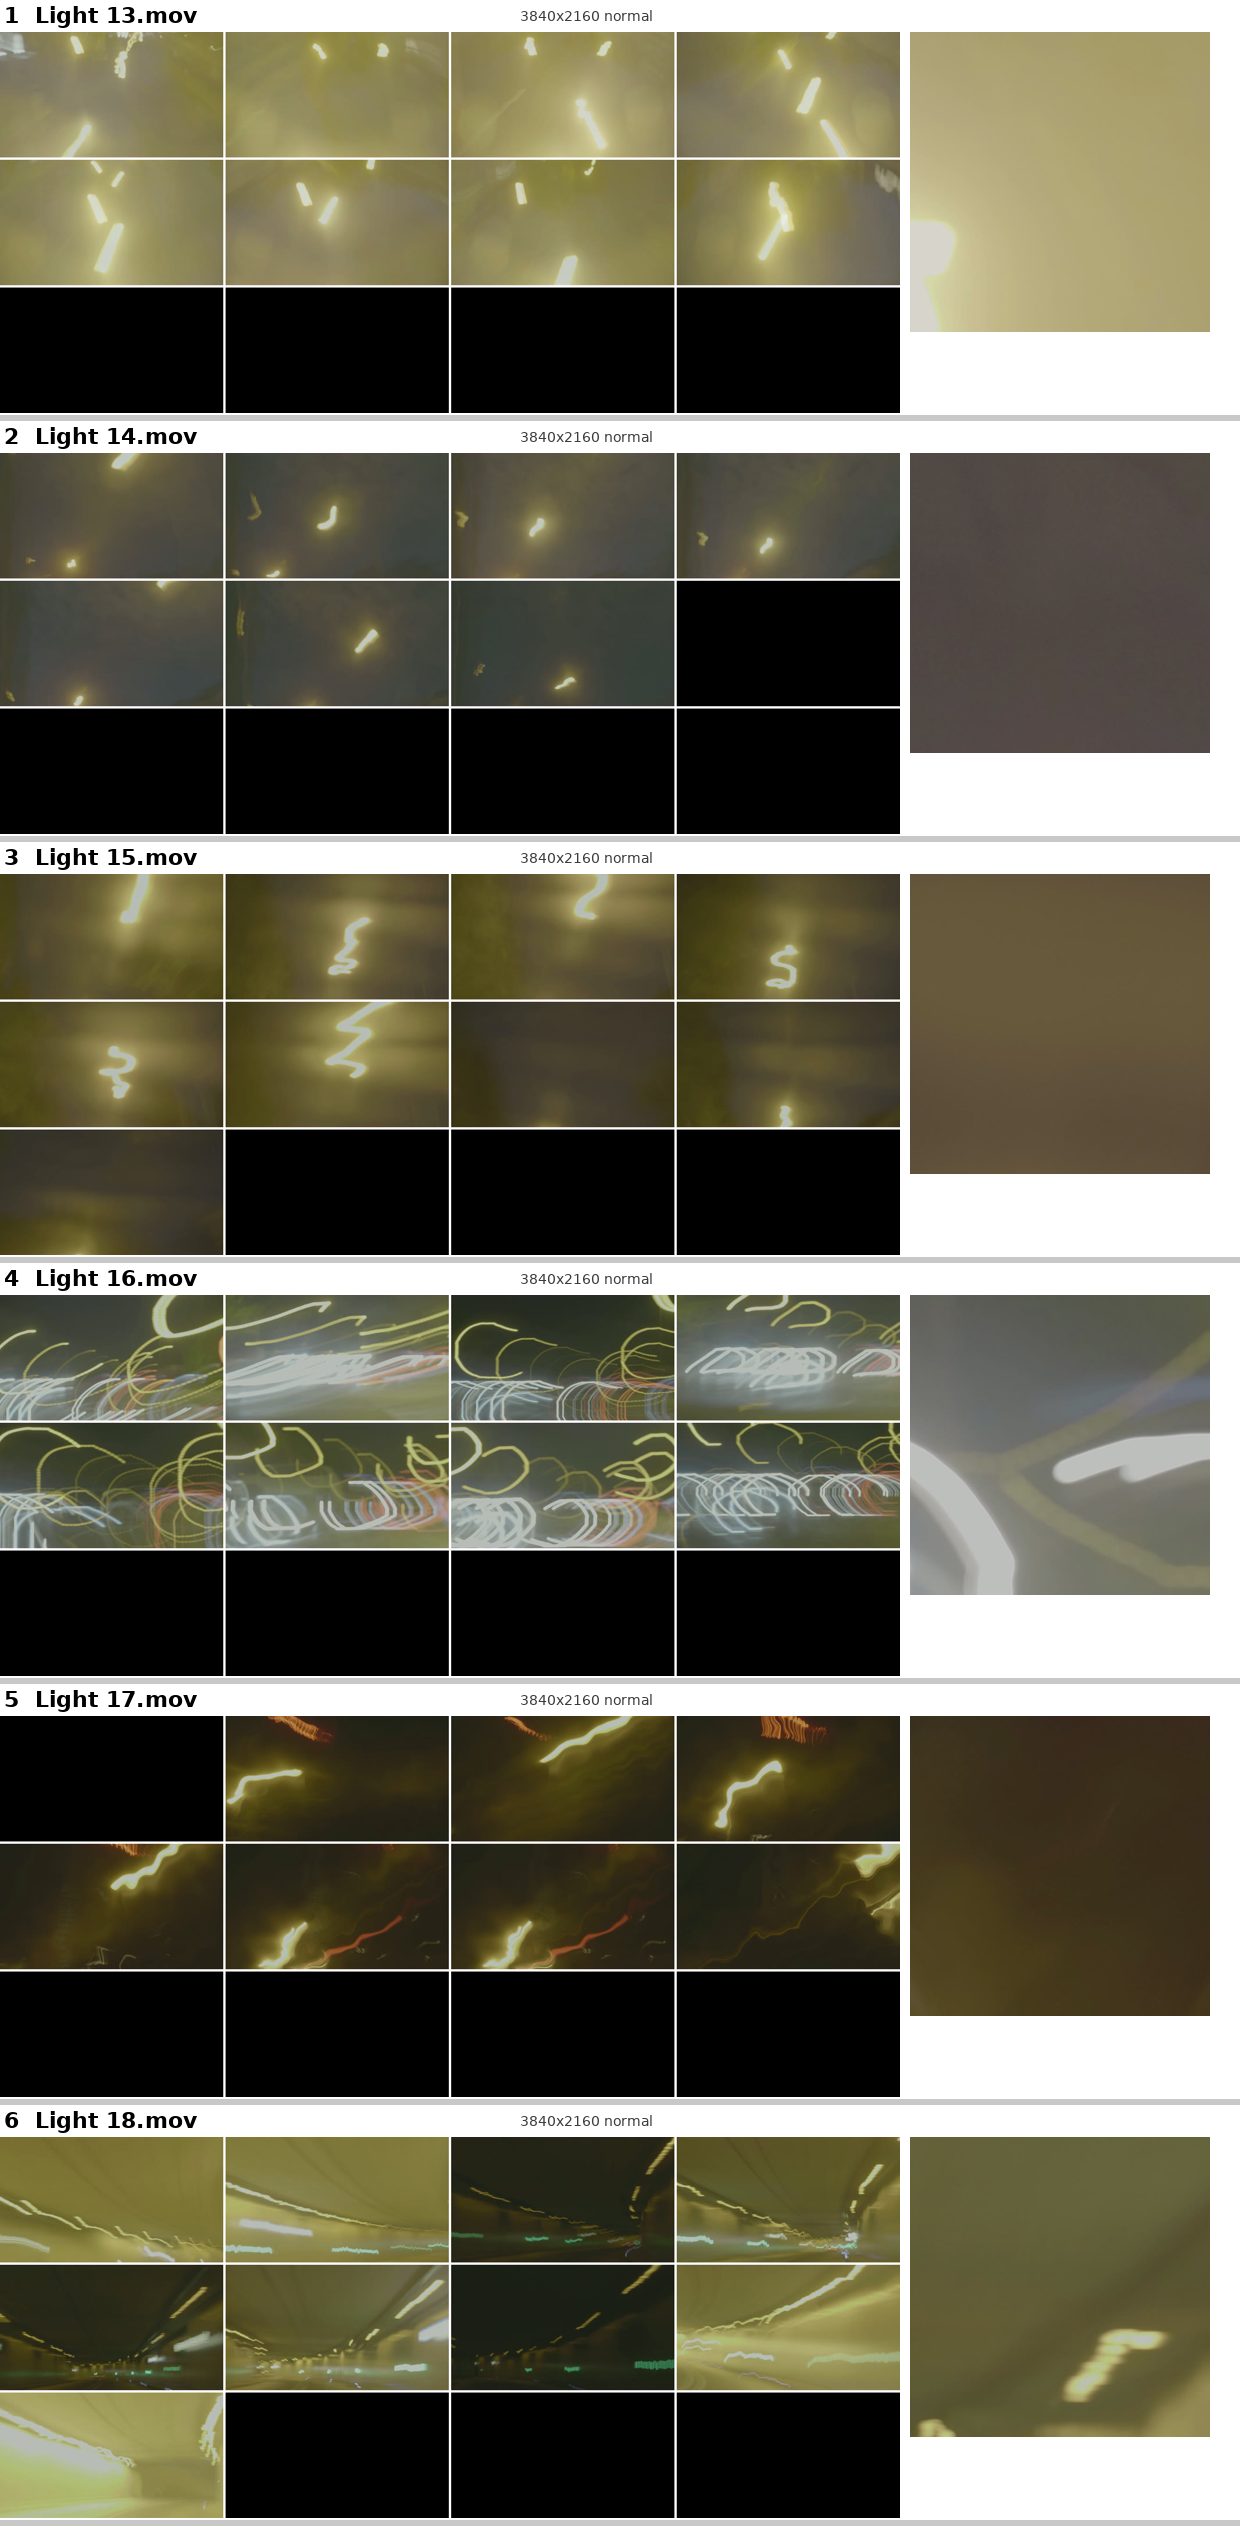 1 Light 13.mov 3840x2160 normal
2 Light 14.mov 3840x2160 normal
3 Light 15.mov 3840x2160 normal
4 Light 16.mov 3840x2160 normal
5 Light 17.mov 3840x2160 normal
6 Light 18.mov 3840x2160 normal